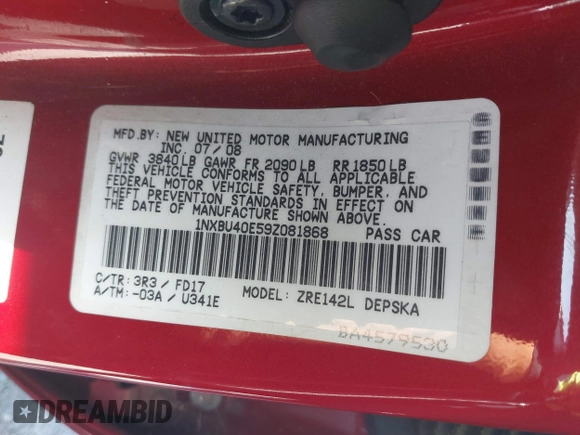 MFD.BY: NEW UNITED MOTOR MANUFACTURING
INC. 07/08
GVWR 3840LB GAWR FR 2090LB RR1850LB
THIS VEHICLE CONFORMS TO ALL APPLICABLE
FEDERAL MOTOR VEHICLE SAFETY, BUMPER, AND
THEFT PREVENTION STANDARDS IN EFFECT ON
THE DATE OF MANUFACTURE SHOWN ABOVE.
1NXBU40E59Z081868 PASS CAR
C/TR: 3R3 / FD17
A/TM: -03A / U341E
MODEL: ZRE142L DEPSKA
BA4579530
DREAMBID